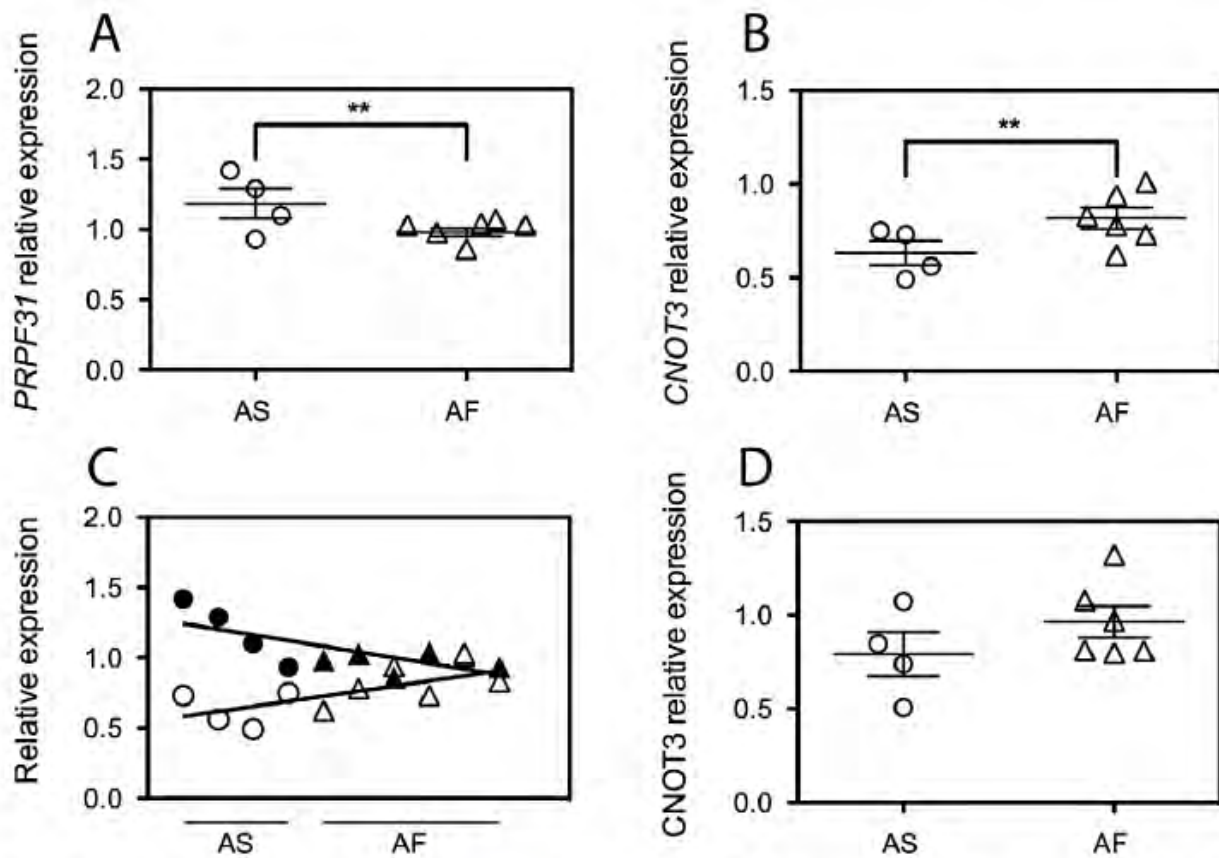 A
PRPF31 relative expression
2.0
1.5
1.0
0.5
0.0
**
AS
AF
B
CNOT3 relative expression
1.5
1.0
0.5
0.0
**
AS
AF
C
Relative expression
2.0
1.5
1.0
0.5
0.0
AS
AF
D
CNOT3 relative expression
1.5
1.0
0.5
0.0
AS
AF